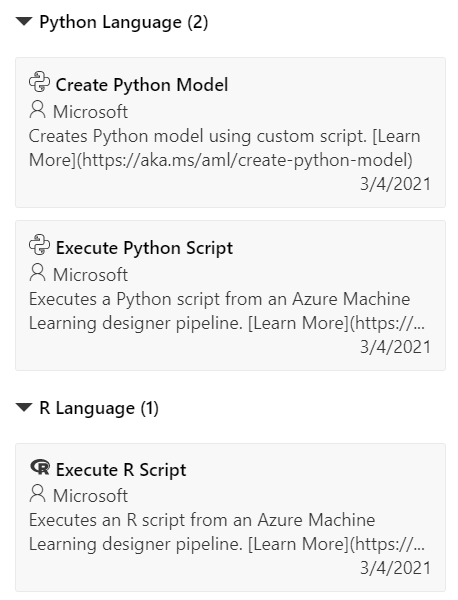 Python Language (2)
Create Python Model
Microsoft
Creates Python model using custom script. [Learn
More](https://aka.ms/aml/create-python-model)
3/4/2021
Execute Python Script
Microsoft
Executes a Python script from an Azure Machine
Learning designer pipeline. [Learn More](https://...
3/4/2021
R Language (1)
Execute R Script
Microsoft
Executes an R script from an Azure Machine
Learning designer pipeline. [Learn More](https://...
3/4/2021